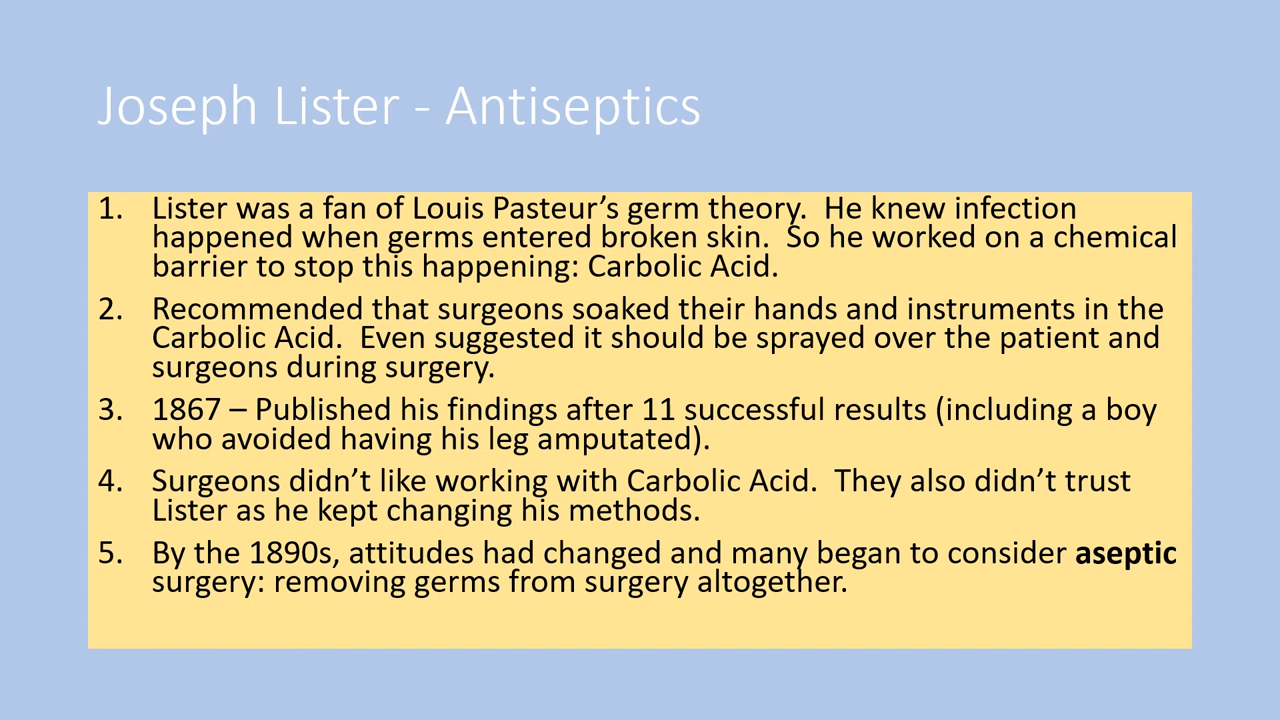 Joseph Lister - Antiseptics
1. Lister was a fan of Louis Pasteur’s germ theory.  He knew infection
happened when germs entered broken skin.  So he worked on a chemical
barrier to stop this happening: Carbolic Acid.
2. Recommended that surgeons soaked their hands and instruments in the
Carbolic Acid.  Even suggested it should be sprayed over the patient and
surgeons during surgery.
3. 1867 – Published his findings after 11 successful results (including a boy
who avoided having his leg amputated).
4. Surgeons didn’t like working with Carbolic Acid.  They also didn’t trust
Lister as he kept changing his methods.
5. By the 1890s, attitudes had changed and many began to consider aseptic
surgery: removing germs from surgery altogether.